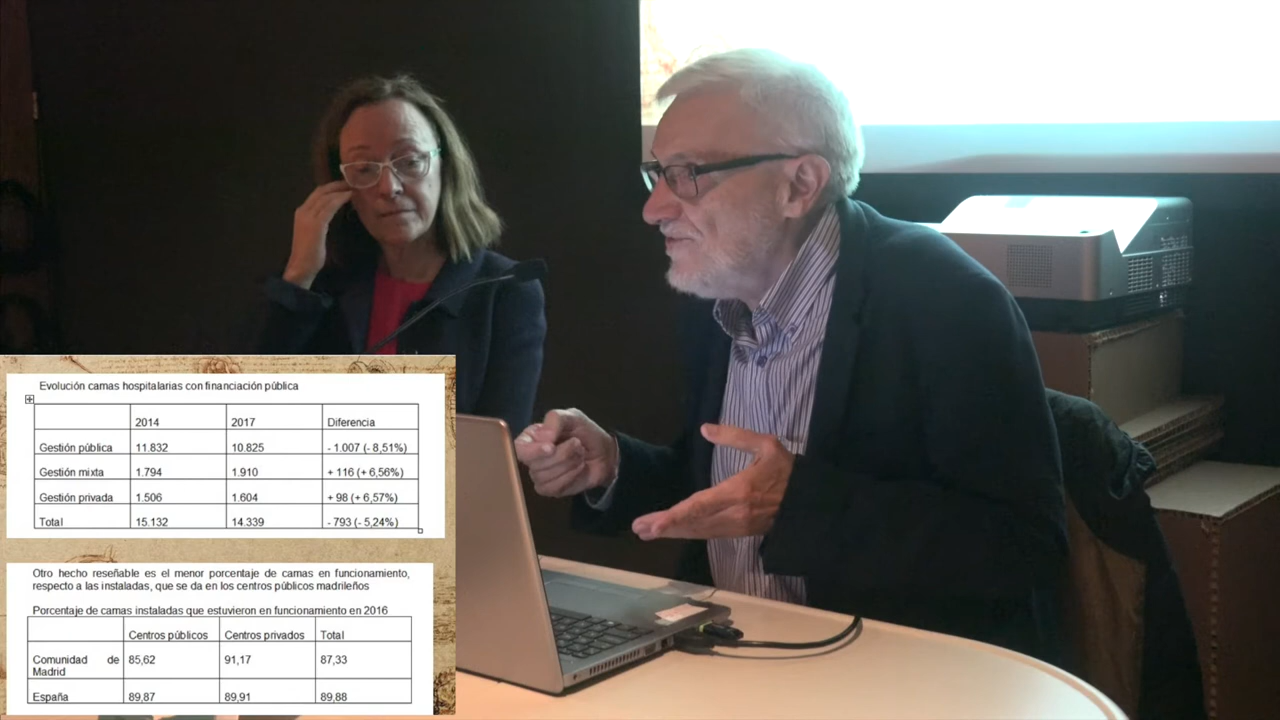 Evolución camas hospitalarias con financiación pública
2014 2017 Diferencia
Gestión pública 11.832 10.825 - 1.007 (- 8,51%)
Gestión mixta 1.794 1.910 + 116 (+ 6,56%)
Gestión privada 1.506 1.604 + 98 (+ 6,57%)
Total 15.132 14.339 - 793 (- 5,24%)
Otro hecho reseñable es el menor porcentaje de camas en funcionamiento,
respecto a las instaladas, que se da en los centros públicos madrileños
Porcentaje de camas instaladas que estuvieron en funcionamiento en 2016
Centros públicos Centros privados Total
Comunidad de
Madrid 85,62 91,17 87,33
España 89,87 89,91 89,88